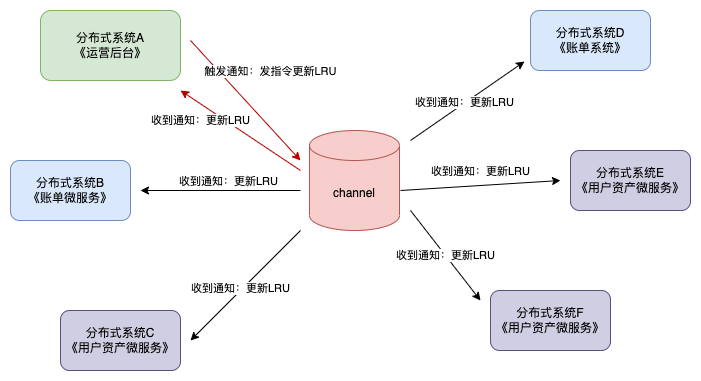 分布式系统A
《运营后台》
分布式系统D
《账单系统》
触发通知：发指令更新LRU
收到通知：更新LRU
收到通知：更新LRU
分布式系统B
《账单微服务》
收到通知：更新LRU
channel
收到通知：更新LRU
分布式系统E
《用户资产微服务》
收到通知：更新LRU
收到通知：更新LRU
分布式系统C
《用户资产微服务》
分布式系统F
《用户资产微服务》